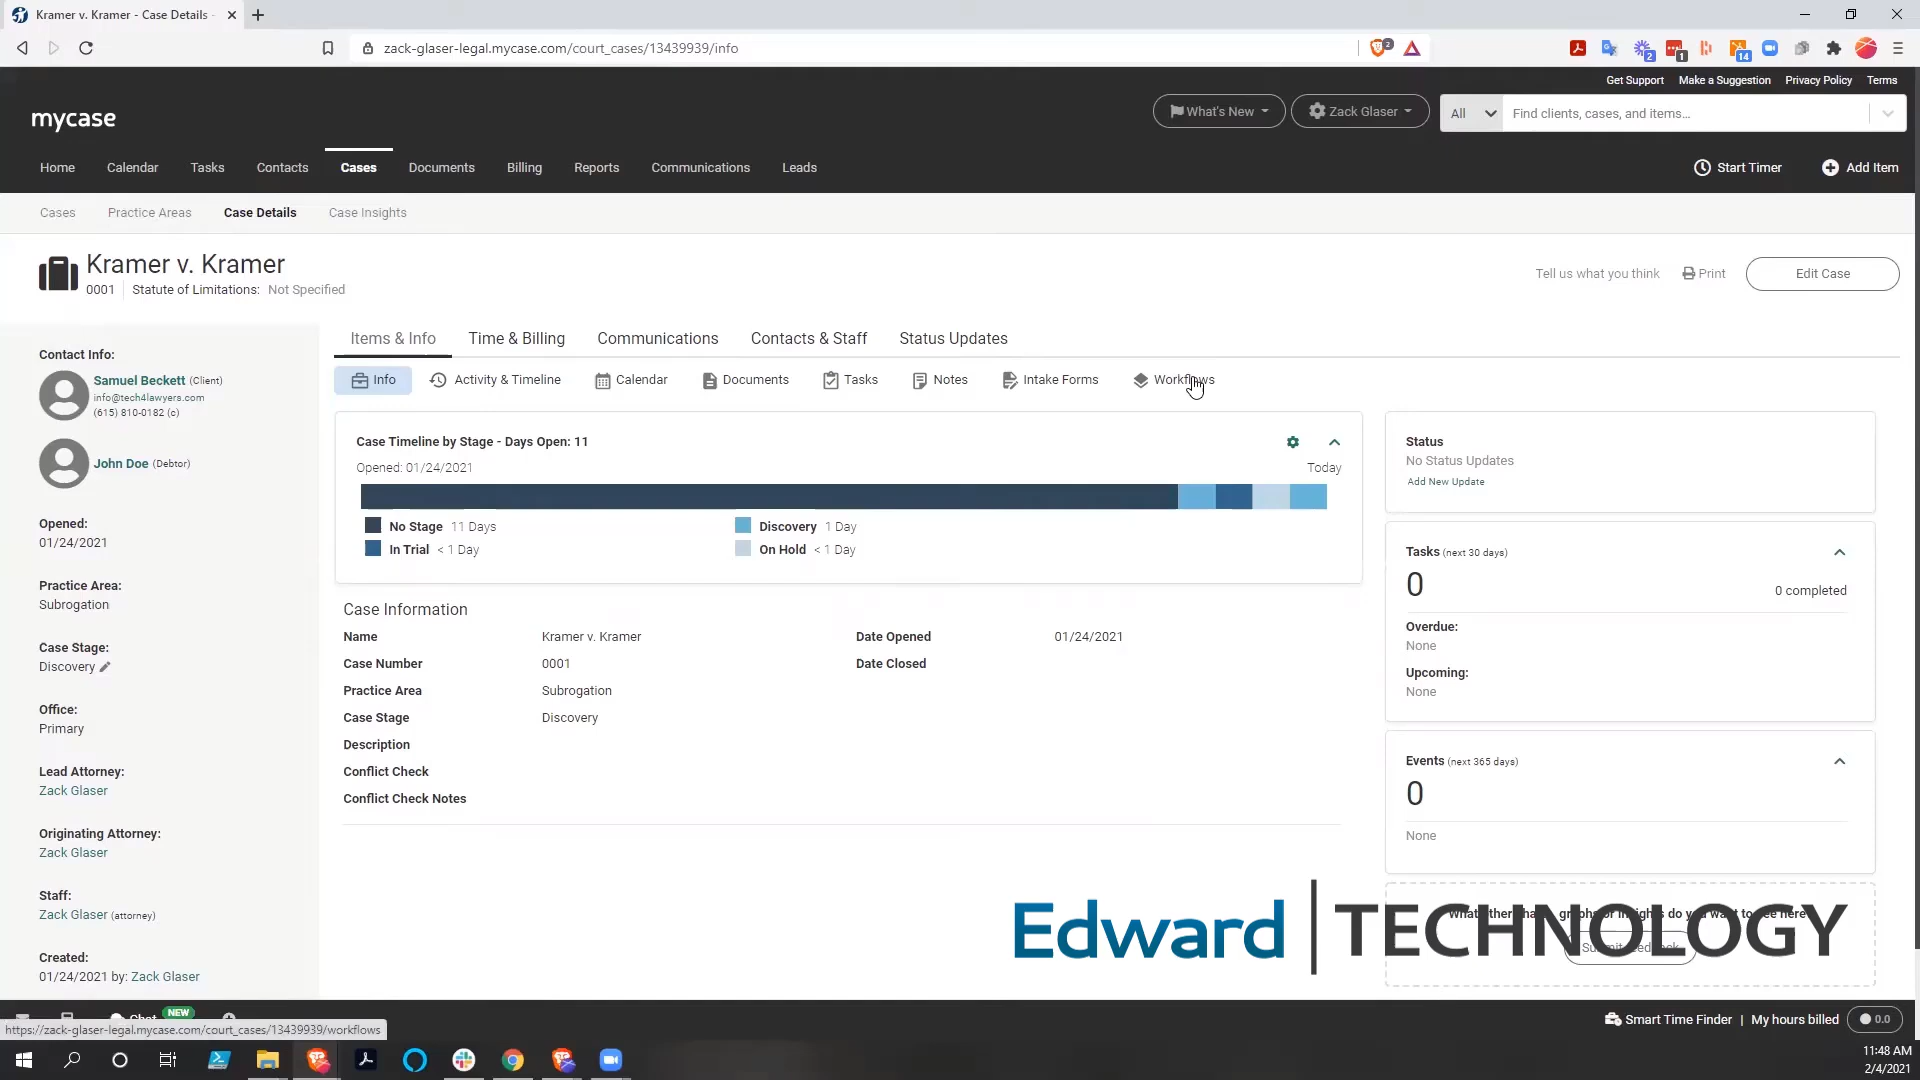 Kramer v. Kramer - Case Details -
zack-glaser-legal.mycase.com/court_cases/13439939/info
2
2
1
14
Get Support Make a Suggestion Privacy Policy Terms
mycase
What's New
Zack Glaser
All
Find clients, cases, and items...
Home Calendar Tasks Contacts Cases Documents Billing Reports Communications Leads
Start Timer
Add Item
Cases Practice Areas Case Details Case Insights
Kramer v. Kramer
0001 Statute of Limitations: Not Specified
Tell us what you think
Print
Edit Case
Items & Info Time & Billing Communications Contacts & Staff Status Updates
Info Activity & Timeline Calendar Documents Tasks Notes Intake Forms Workflows
Contact Info:
Samuel Beckett (Client)
info@tech4lawyers.com
(615) 810-0182 (c)
John Doe (Debtor)
Opened:
01/24/2021
Practice Area:
Subrogation
Case Stage:
Discovery
Office:
Primary
Lead Attorney:
Zack Glaser
Originating Attorney:
Zack Glaser
Staff:
Zack Glaser (attorney)
Created:
01/24/2021 by: Zack Glaser
Case Timeline by Stage - Days Open: 11
Opened: 01/24/2021
Today
No Stage 11 Days
Discovery 1 Day
In Trial < 1 Day
On Hold < 1 Day
Case Information
Name Kramer v. Kramer
Date Opened 01/24/2021
Case Number 0001
Date Closed
Practice Area Subrogation
Case Stage Discovery
Description
Conflict Check
Conflict Check Notes
Status
No Status Updates
Add New Update
Tasks (next 30 days)
0
0 completed
Overdue:
None
Upcoming:
None
Events (next 365 days)
0
None
Edward | TECHNOLOGY
Chat NEW
https://zack-glaser-legal.mycase.com/court_cases/13439939/workflows
Smart Time Finder | My hours billed 0.0
11:48 AM
2/4/2021